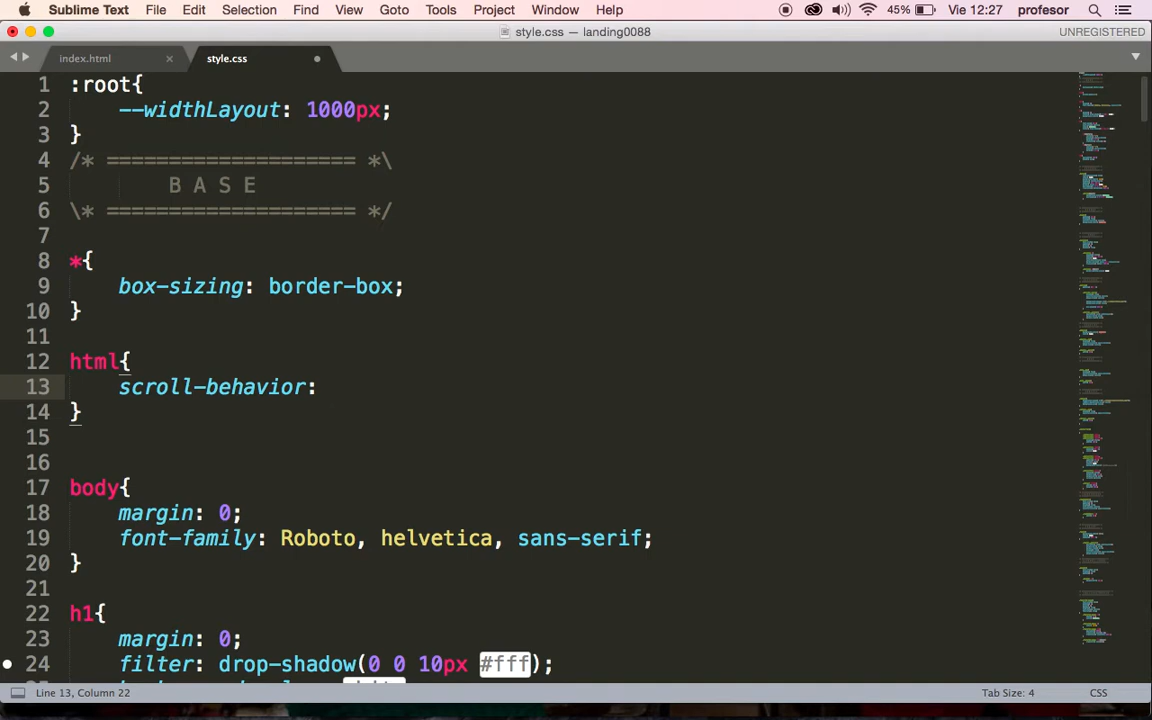 Sublime Text File Edit Selection Find View Goto Tools Project Window Help 45% Vie 12:27 profesor
style.css — landing0088 UNREGISTERED
index.html style.css
1 :root{
2 --widthLayout: 1000px;
3 }
4 /* ==================== *\
5 B A S E
6 \* ==================== */
7
8 *{
9 box-sizing: border-box;
10 }
11
12 html{
13 scroll-behavior:
14 }
15
16
17 body{
18 margin: 0;
19 font-family: Roboto, helvetica, sans-serif;
20 }
21
22 h1{
23 margin: 0;
24 filter: drop-shadow(0 0 10px #fff);
Line 13, Column 22 Tab Size: 4 CSS